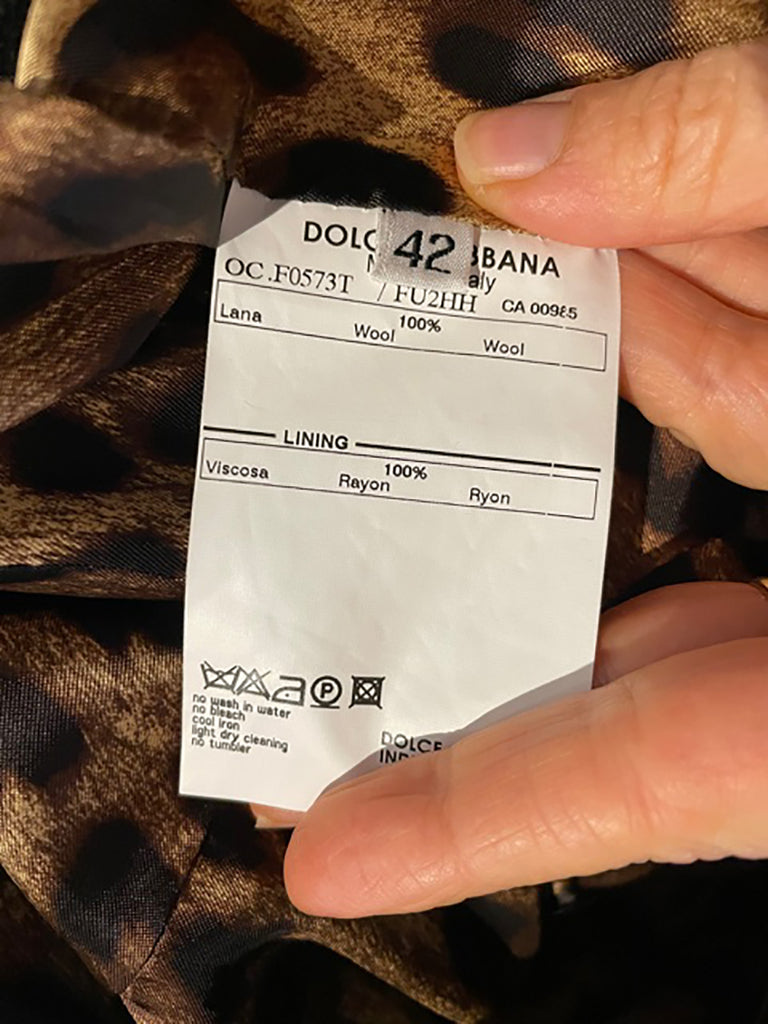 DOLC
42
BBANA
aly
OC.F0573T / FU2HH CA 00985
100%
Lana Wool Wool
LINING
100%
Viscosa Rayon Ryon
P
no wash in water
no bleach
cool iron
light dry cleaning
no tumbler
DOLCE